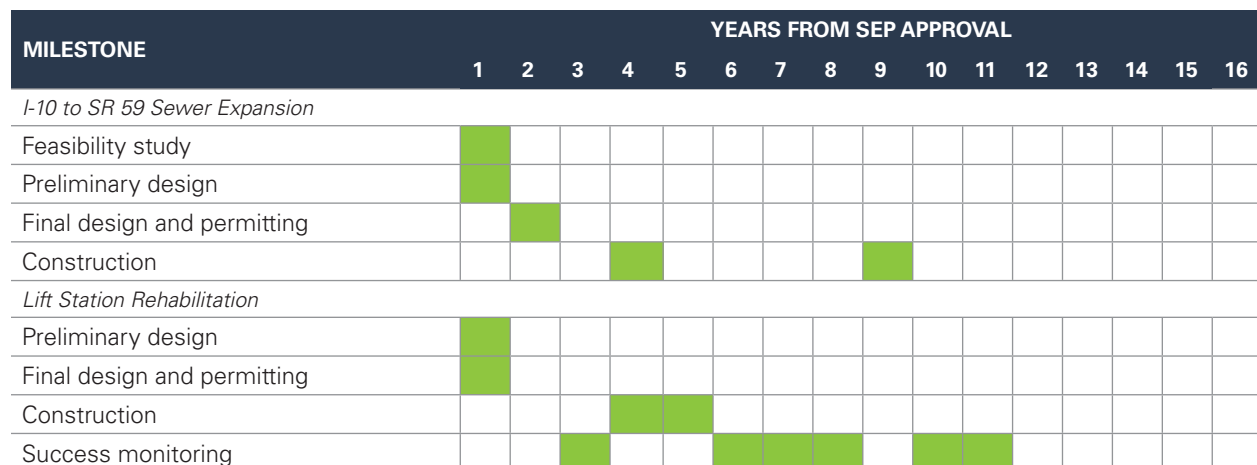 YEARS FROM SEP APPROVAL
MILESTONE
1 2 3 4 5 6 7 8 9 10 11 12 13 14 15 16
I-10 to SR 59 Sewer Expansion
Feasibility study
Preliminary design
Final design and permitting
Construction
Lift Station Rehabilitation
Preliminary design
Final design and permitting
Construction
Success monitoring